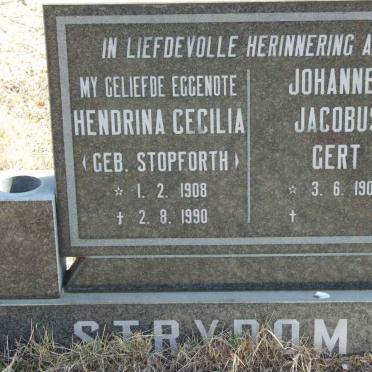 IN LIEFDEVOLLE HERINNERING A
MY GELIEFDE EGGENOTE
HENDRINA CECILIA
(GEB. STOPFORTH)
☆ 1. 2. 1908
✝ 2. 8. 1990
JOHANNE
JACOBUS
GERT
☆ 3. 6. 190
✝
STRYDOM